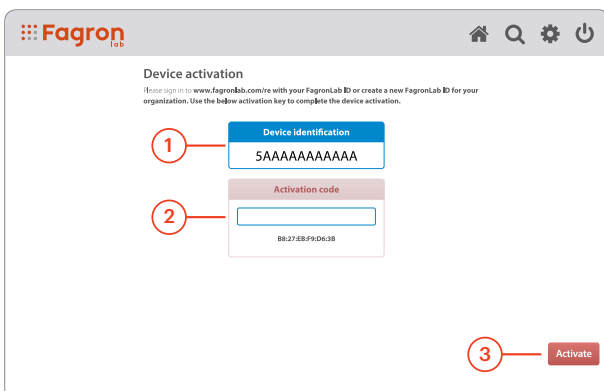 Fagron
lab
Device activation
Please sign in to www.fagronlab.com/re with your FagronLab ID or create a new FagronLab ID for your
organization. Use the below activation key to complete the device activation.
Device identification
1
5AAAAAAAAAAA
Activation code
2
B8:27:EB:F9:D6:3B
3
Activate